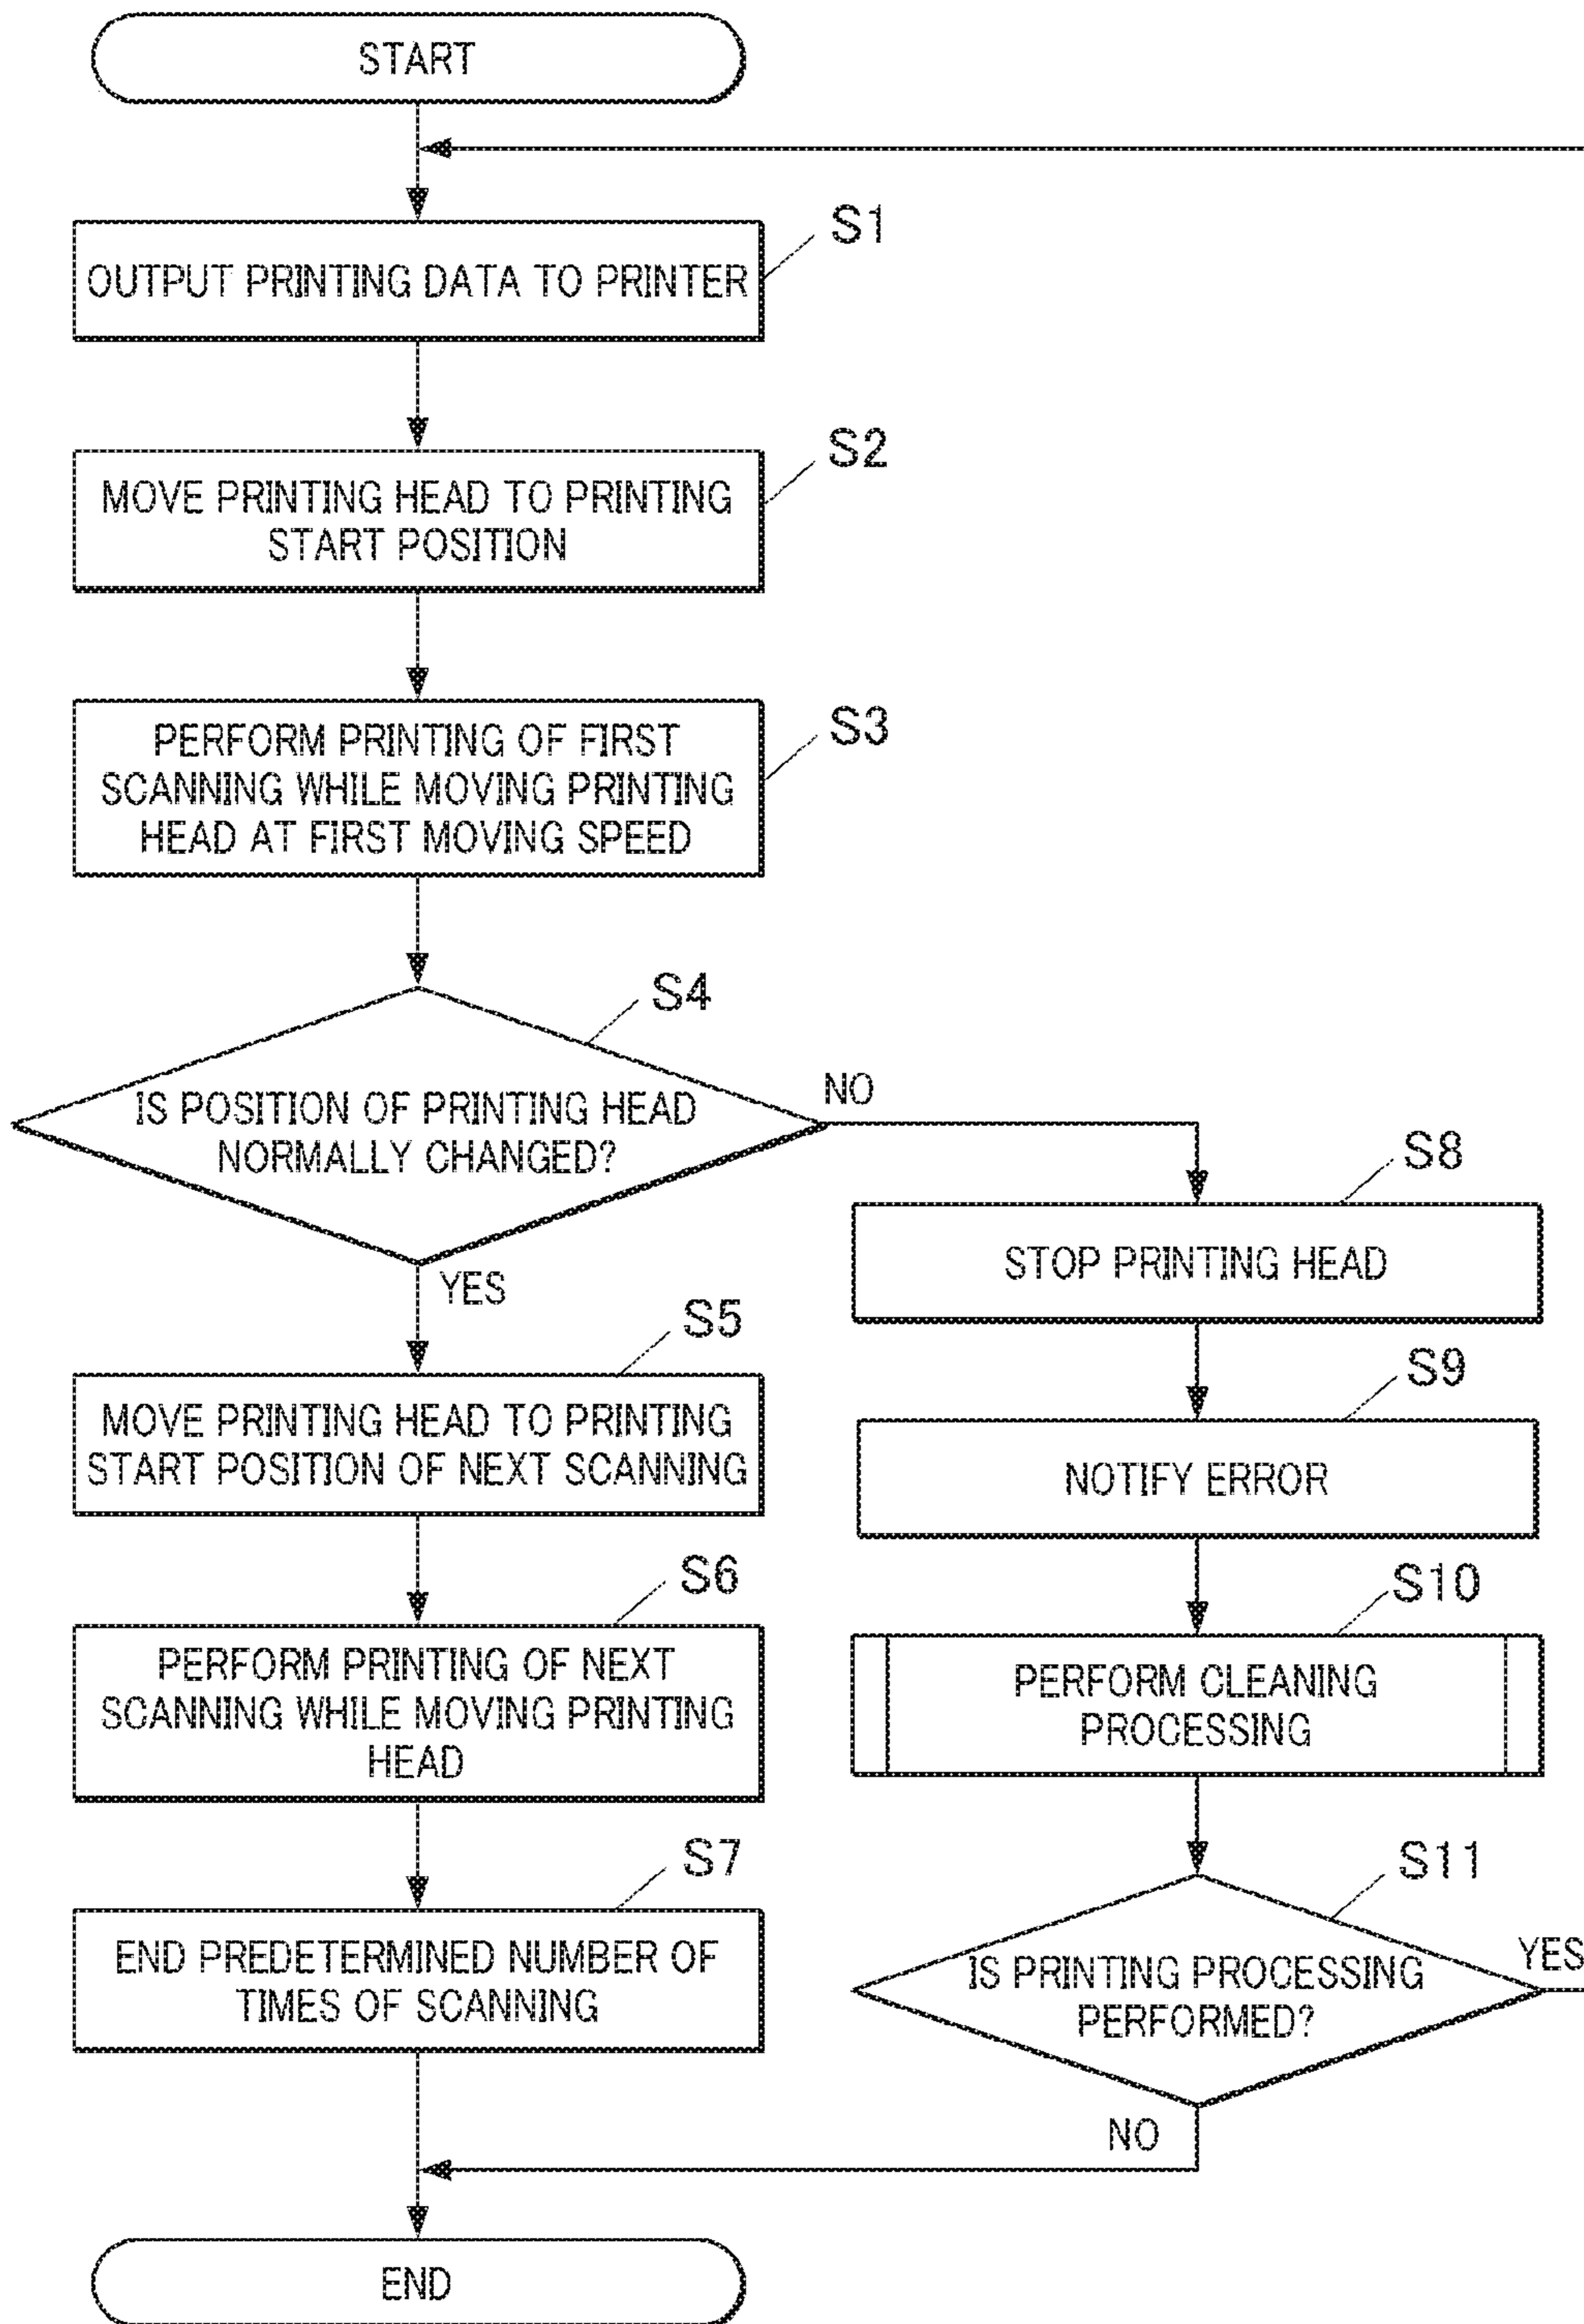 START
S1
OUTPUT PRINTING DATA TO PRINTER
S2
MOVE PRINTING HEAD TO PRINTING
START POSITION
S3
PERFORM PRINTING OF FIRST
SCANNING WHILE MOVING PRINTING
HEAD AT FIRST MOVING SPEED
S4
IS POSITION OF PRINTING HEAD
NORMALLY CHANGED?
NO
YES
S5
MOVE PRINTING HEAD TO PRINTING
START POSITION OF NEXT SCANNING
S6
PERFORM PRINTING OF NEXT
SCANNING WHILE MOVING PRINTING
HEAD
S7
END PREDETERMINED NUMBER OF
TIMES OF SCANNING
S8
STOP PRINTING HEAD
S9
NOTIFY ERROR
S10
PERFORM CLEANING
PROCESSING
S11
IS PRINTING PROCESSING
PERFORMED?
YES
NO
END